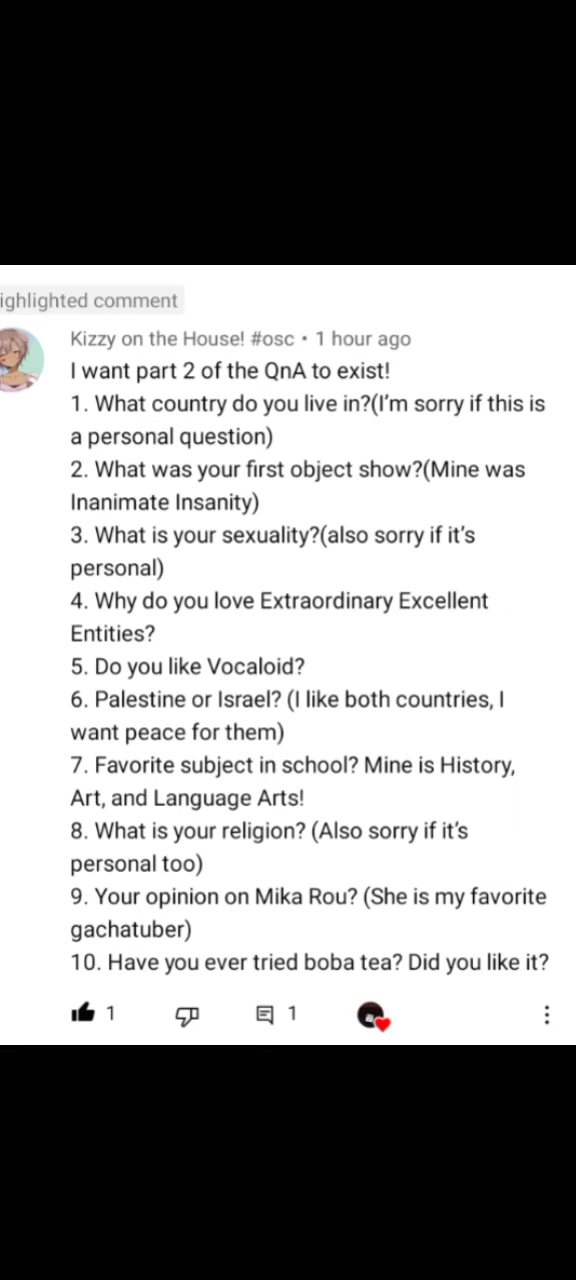 ighlighted comment
Kizzy on the House! #osc • 1 hour ago
I want part 2 of the QnA to exist!
1. What country do you live in?(I'm sorry if this is
a personal question)
2. What was your first object show?(Mine was
Inanimate Insanity)
3. What is your sexuality?(also sorry if it's
personal)
4. Why do you love Extraordinary Excellent
Entities?
5. Do you like Vocaloid?
6. Palestine or Israel? (I like both countries, I
want peace for them)
7. Favorite subject in school? Mine is History,
Art, and Language Arts!
8. What is your religion? (Also sorry if it's
personal too)
9. Your opinion on Mika Rou? (She is my favorite
gachatuber)
10. Have you ever tried boba tea? Did you like it?
1 1